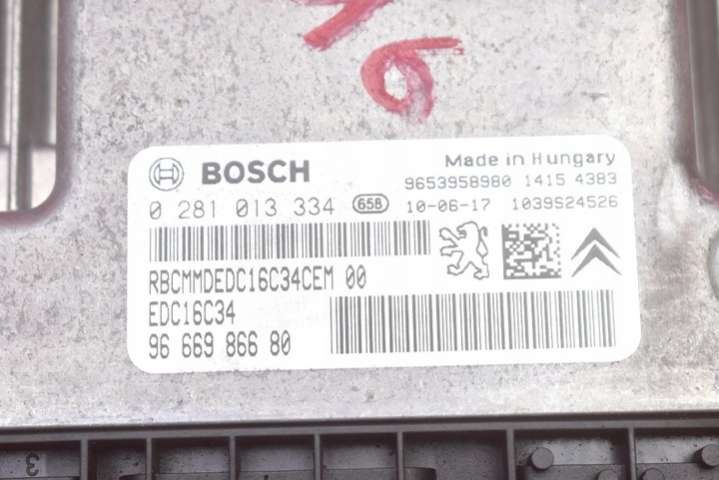 BOSCH
Made in Hungary
9653958980 1415 4383
0 281 013 334 658 10-06-17 1039S24526
RBCMMDEDC16C34CEM 00
EDC16C34
96 669 866 80
3